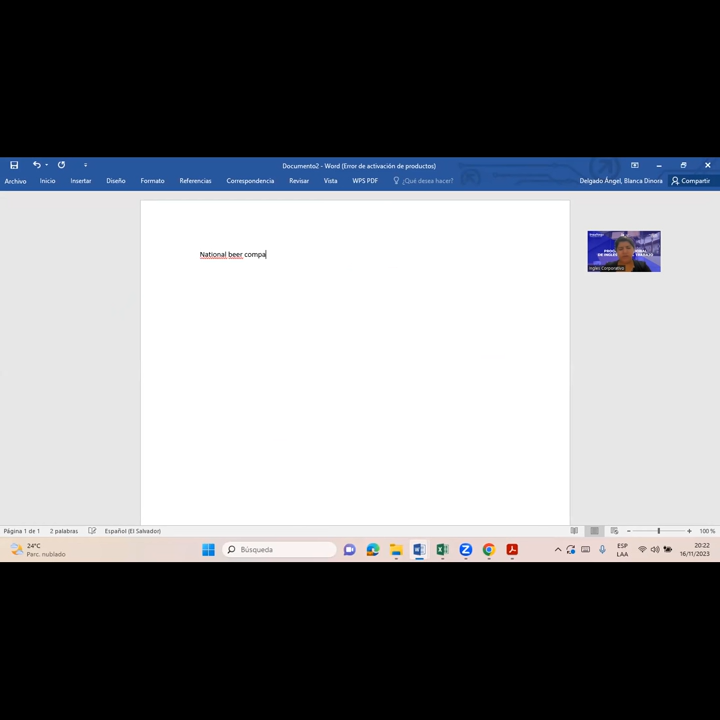 Documento2 - Word (Error de activación de productos)
Archivo Inicio Insertar Diseño Formato Referencias Correspondencia Revisar Vista WPS PDF ¿Qué desea hacer? Delgado Ángel, Blanca Dinora Compartir
National beer compa
Inglés Corporativo
Página 1 de 1 2 palabras Español (El Salvador) 100 %
24°C
Parc. nublado
Búsqueda
ESP
LAA
20:22
16/11/2023